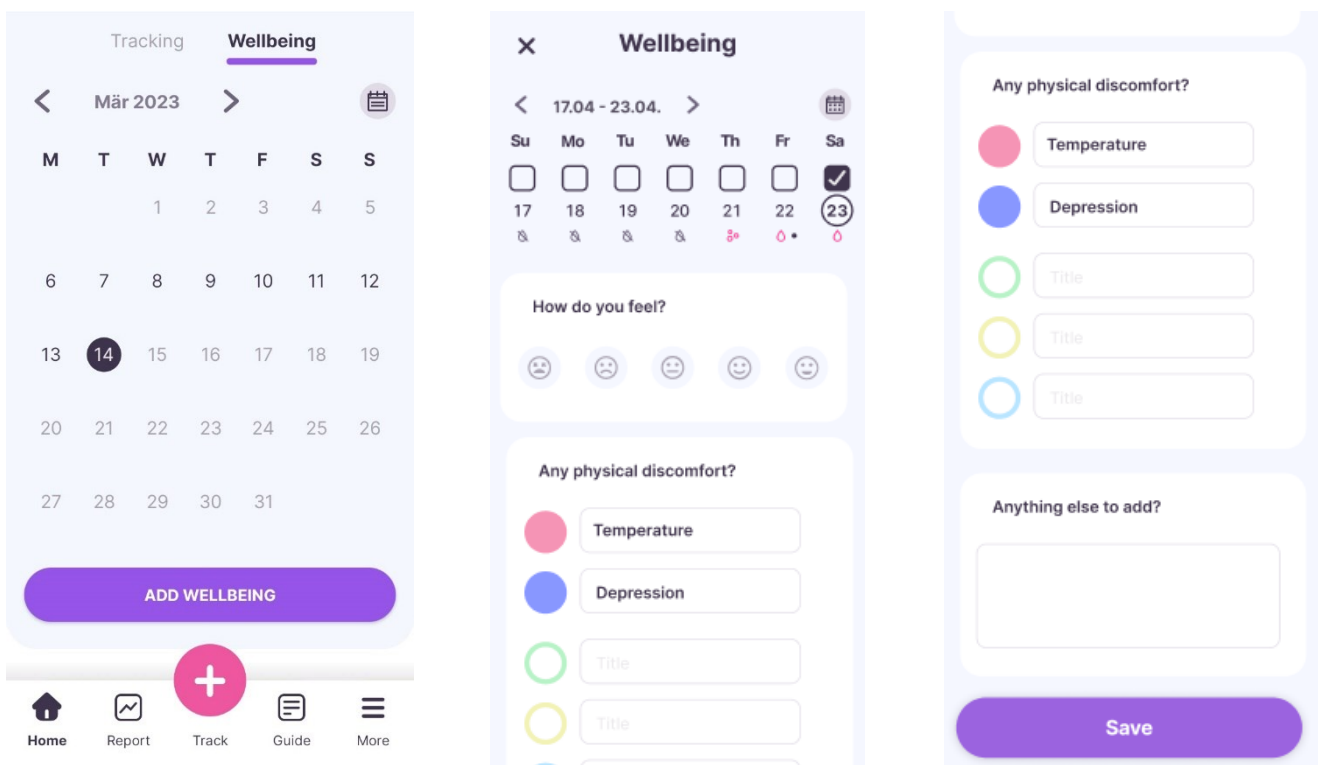 Tracking Wellbeing
Mär 2023
M T W T F S S
1 2 3 4 5
6 7 8 9 10 11 12
13 14 15 16 17 18 19
20 21 22 23 24 25 26
27 28 29 30 31
ADD WELLBEING
Home Report Track Guide More
Wellbeing
17.04 - 23.04.
Su Mo Tu We Th Fr Sa
17 18 19 20 21 22 23
How do you feel?
Any physical discomfort?
Temperature
Depression
Title
Title
Any physical discomfort?
Temperature
Depression
Title
Title
Title
Anything else to add?
Save